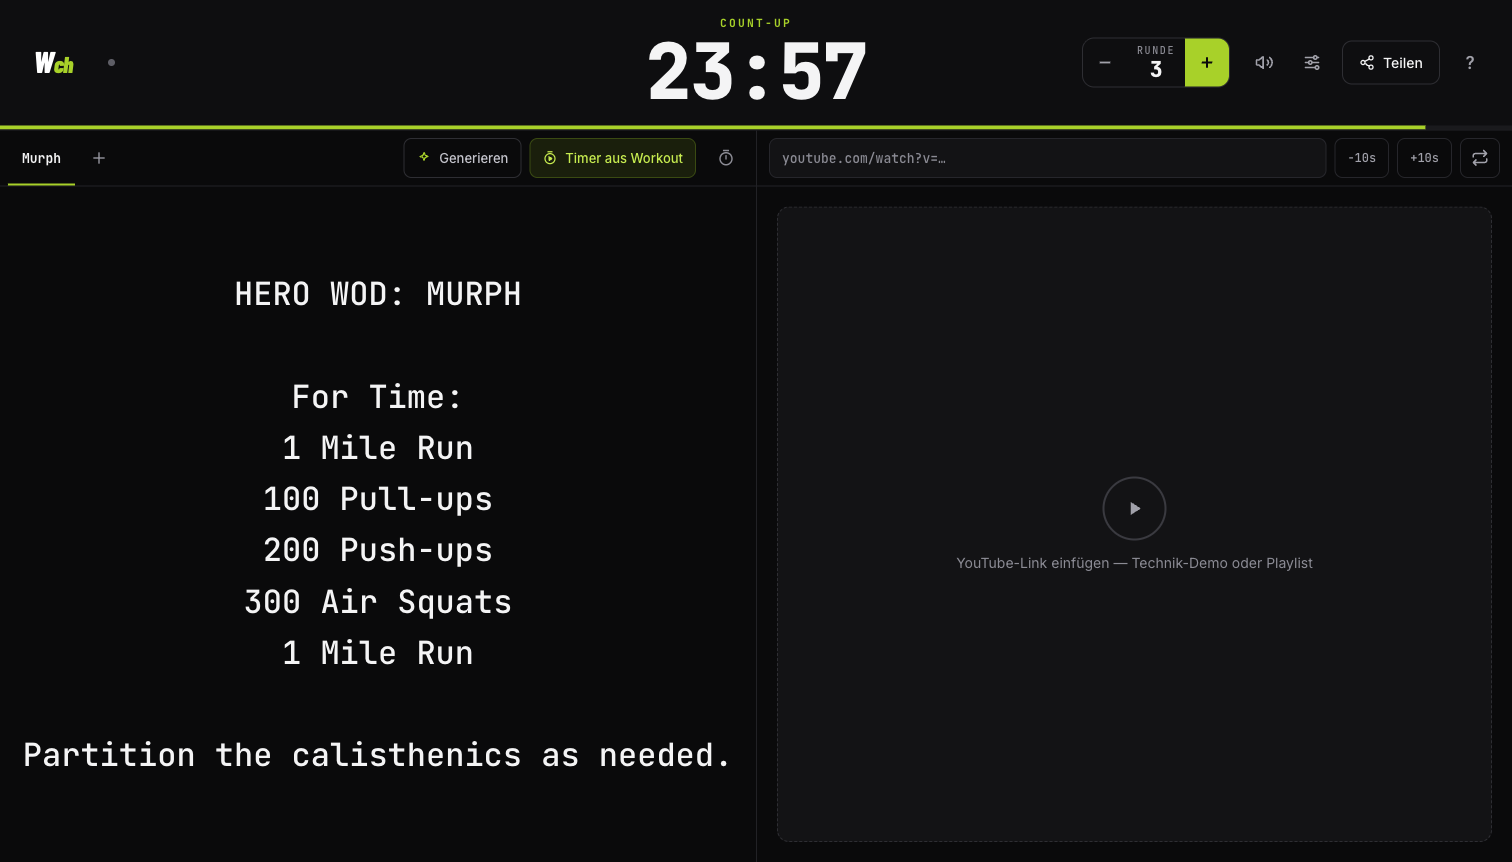 COUNT-UP
Wch
23:57
RUNDE
− 3 +
Teilen
?
Murph
+
Generieren
Timer aus Workout
youtube.com/watch?v=…
-10s
+10s
HERO WOD: MURPH
For Time:
1 Mile Run
100 Pull-ups
200 Push-ups
300 Air Squats
1 Mile Run
Partition the calisthenics as needed.
YouTube-Link einfügen — Technik-Demo oder Playlist